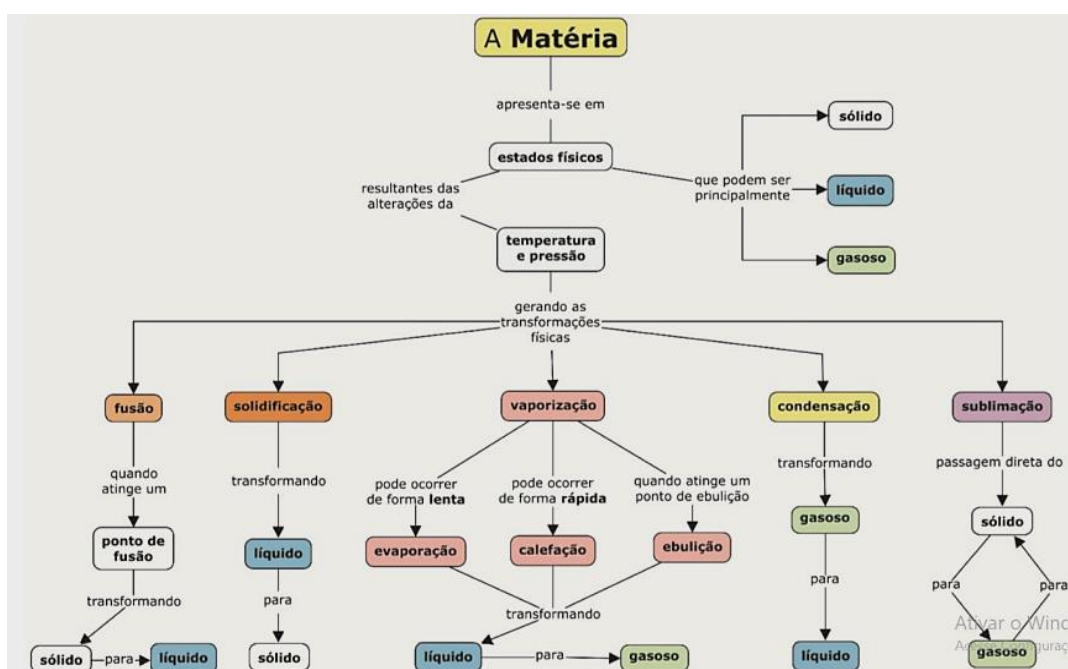 A Matéria
apresenta-se em
estados físicos
resultantes das
alterações da
que podem ser
principalmente
sólido
líquido
gasoso
temperatura
e pressão
gerando as
transformações
físicas
fusão
solidificação
vaporização
condensação
sublimação
quando
atinge um
ponto de
fusão
transformando
sólido
para
líquido
transformando
líquido
para
sólido
pode ocorrer
de forma lenta
pode ocorrer
de forma rápida
quando atinge um
ponto de ebulição
evaporação
calefação
ebulição
transformando
líquido
para
gasoso
transformando
gasoso
para
líquido
passagem direta do
sólido
para
para
gasoso
Ativar o